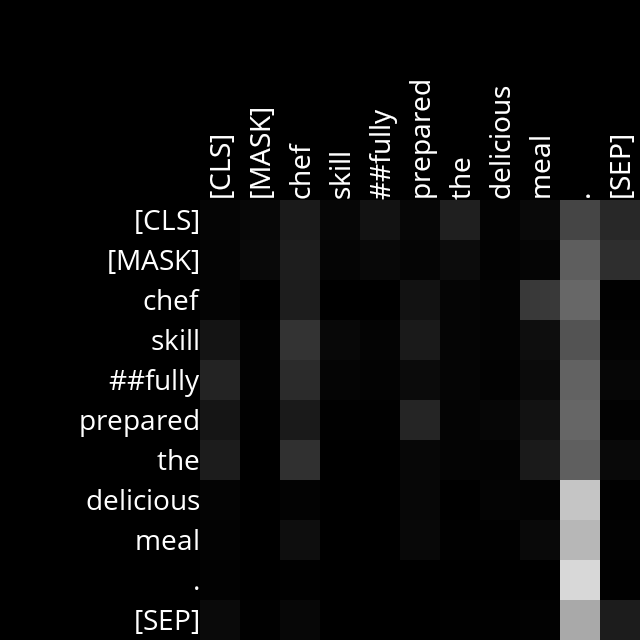 [CLS] [MASK] chef skill ##fully prepared the delicious meal . [SEP]
[CLS]
[MASK]
chef
skill
##fully
prepared
the
delicious
meal
.
[SEP]